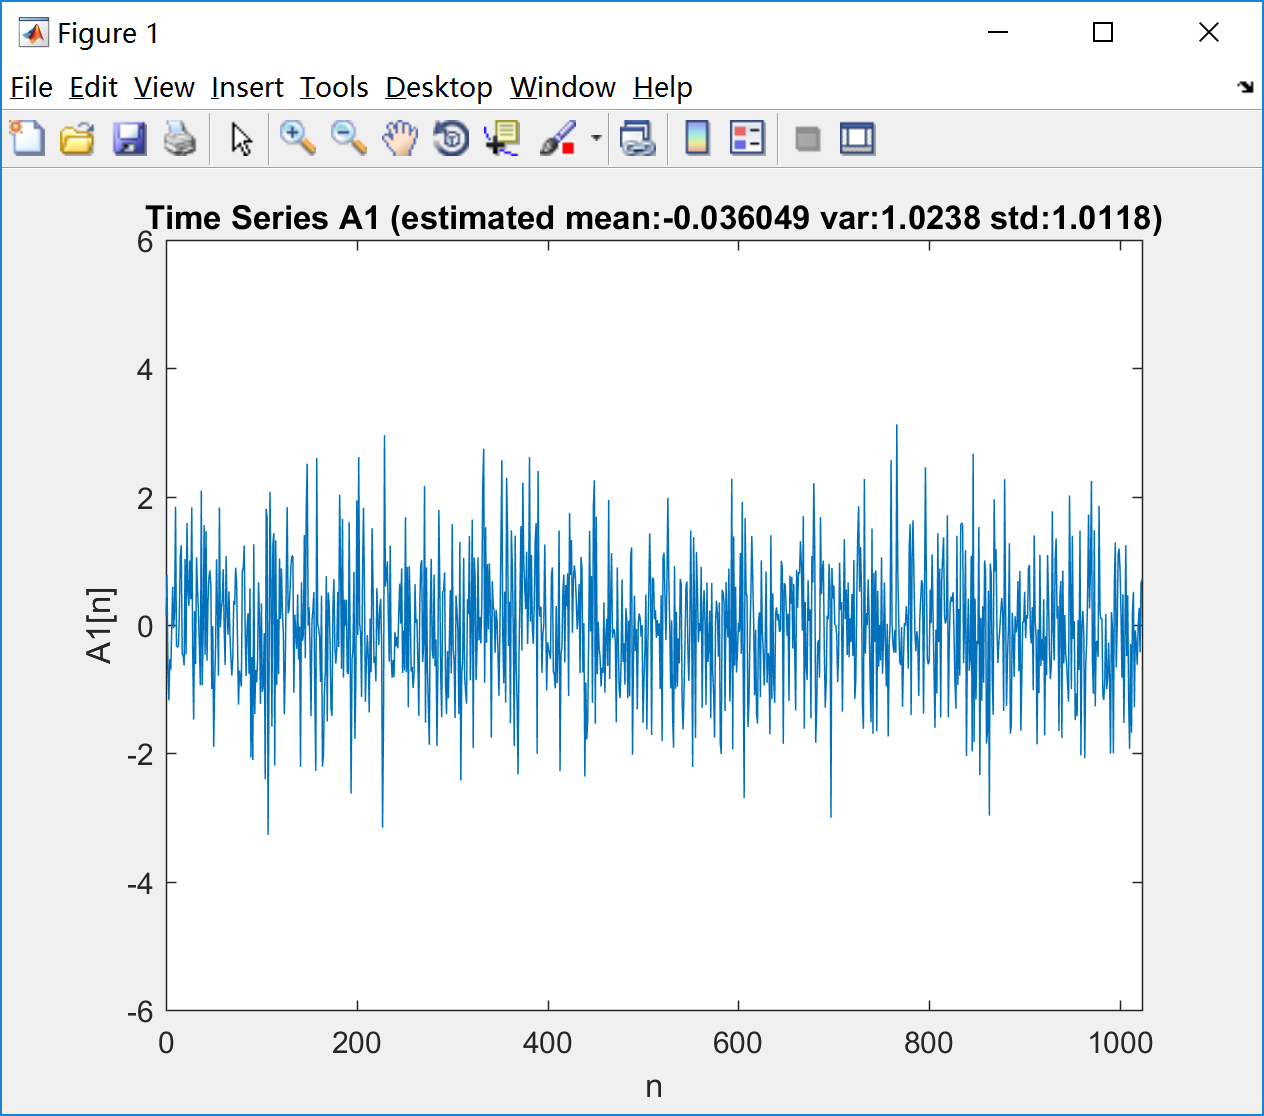 Figure 1
File Edit View Insert Tools Desktop Window Help
Time Series A1 (estimated mean:-0.036049 var:1.0238 std:1.0118)
6
4
2
0
-2
-4
-6
A1[n]
0 200 400 600 800 1000
n